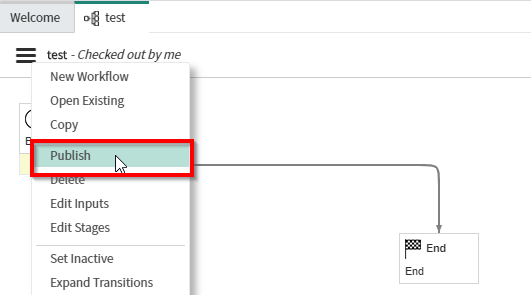 Welcome
test
test - Checked out by me
New Workflow
Open Existing
Copy
Publish
Delete
Edit Inputs
Edit Stages
Set Inactive
Expand Transitions
End
End